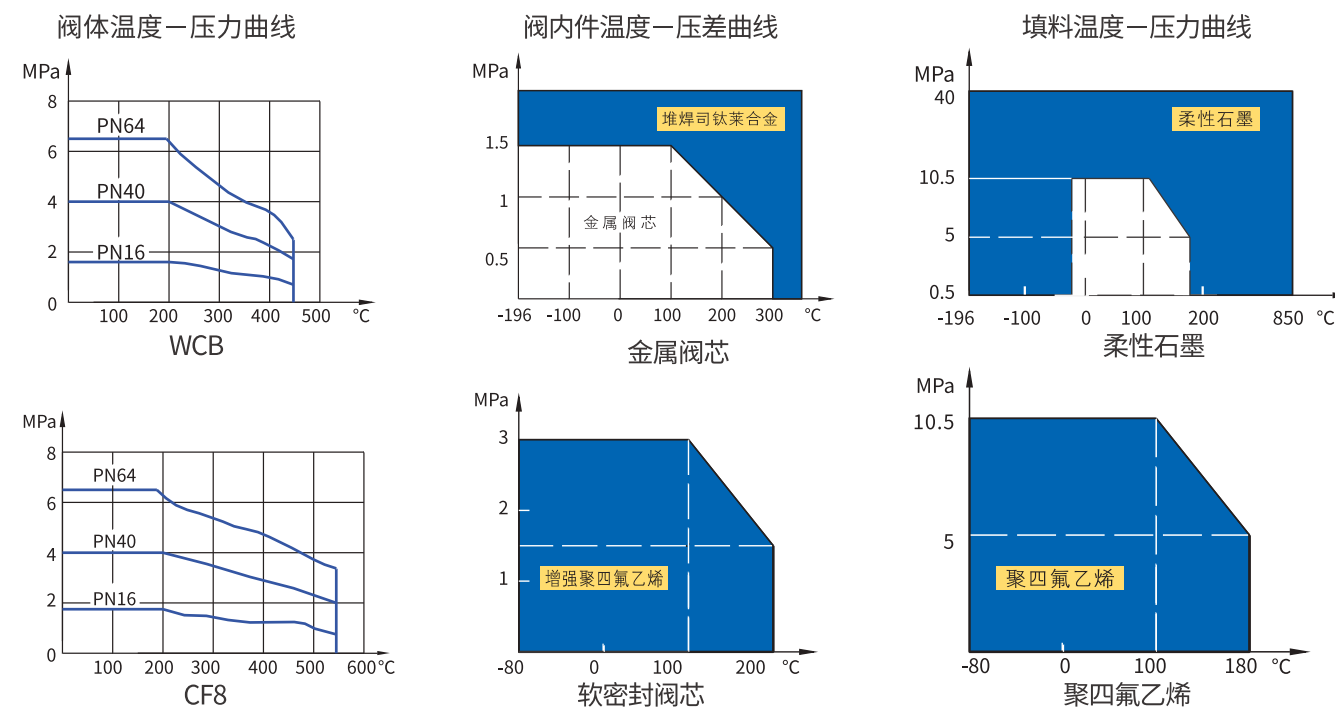 阀体温度－压力曲线
MPa
8
6
4
2
0
PN64
PN40
PN16
100 200 300 400 500 ℃
WCB
阀内件温度－压差曲线
MPa
1.5
1
0.5
堆焊司钛莱合金
金属阀芯
-196 -100 0 100 200 300 ℃
金属阀芯
填料温度－压力曲线
MPa
40
10.5
5
0.5
柔性石墨
-196 -100 0 100 200 850 ℃
柔性石墨
MPa
8
6
4
2
0
PN64
PN40
PN16
100 200 300 400 500 600℃
CF8
MPa
3
2
1
增强聚四氟乙烯
-80 0 100 200 ℃
软密封阀芯
MPa
10.5
5
聚四氟乙烯
-80 0 100 180 ℃
聚四氟乙烯